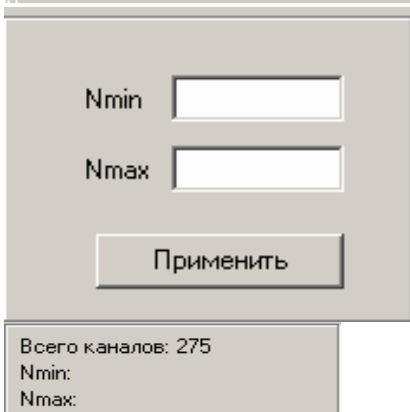 Nmin
Nmax
Применить
Всего каналов: 275
Nmin:
Nmax: